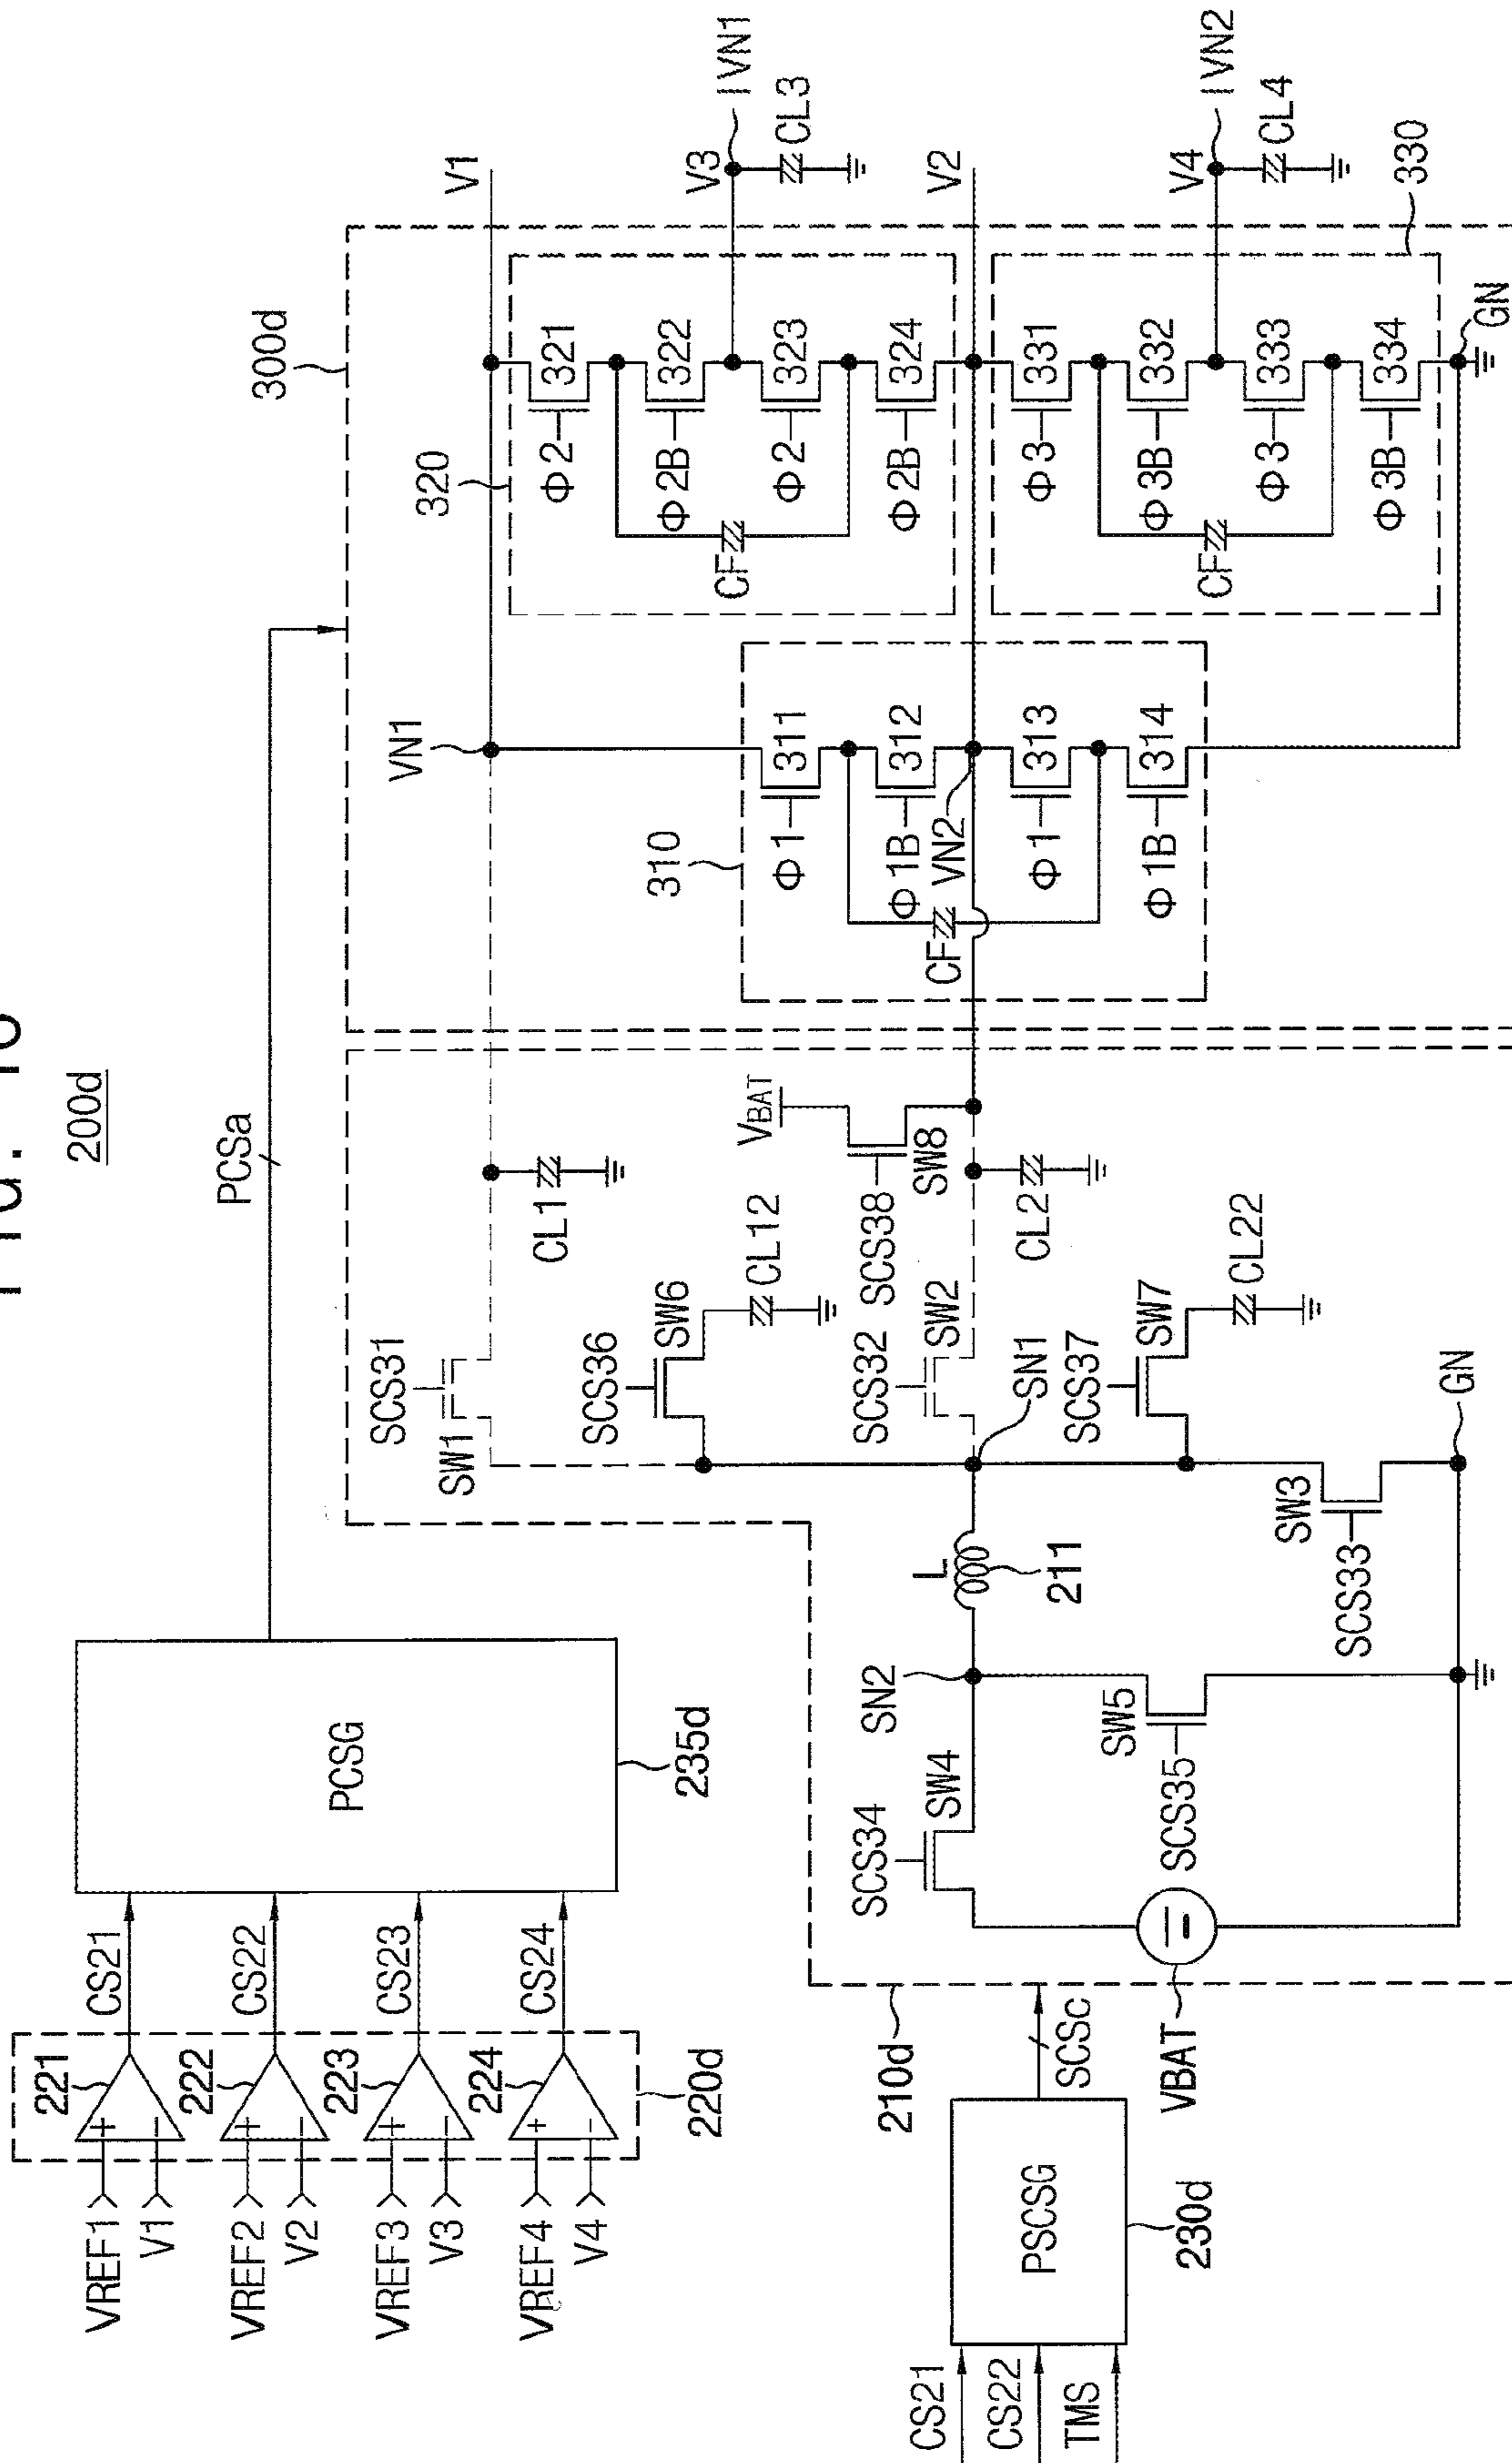 FIG. 16
200d
VREF1
V1
VREF2
V2
VREF3
V3
VREF4
V4
221
222
223
224
220d
CS21
CS22
CS23
CS24
PCSG
235d
PCSa
300d
CS21
CS22
TMS
PSCSG
230d
SCSc
210d
VBAT
SCS34
SW4
SN2
SCS35
SW5
L
211
SCS33
SW3
GN
SCS31
SW1
SCS36
SW6
SCS32
SW2
SN1
SCS37
SW7
CL1
CL12
SCS38
SW8
VBAT
CL2
CL22
VN1
310
CF
Φ1
311
Φ1B
312
VN2
Φ1
313
Φ1B
314
320
CF
Φ2
321
Φ2B
322
Φ2
323
Φ2B
324
CF
Φ3
331
Φ3B
332
Φ3
333
Φ3B
334
GN
330
V1
V3
IVN1
CL3
V2
V4
IVN2
CL4